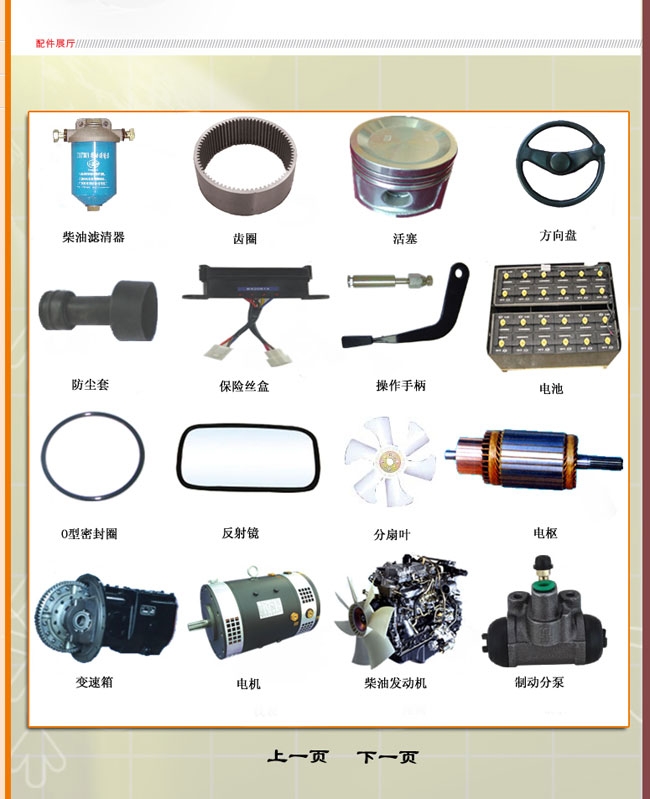 配件展厅
柴油滤清器
齿圈
活塞
方向盘
防尘套
保险丝盒
操作手柄
电池
O型密封圈
反射镜
分扇叶
电枢
变速箱
电机
柴油发动机
制动分泵
上一页 下一页